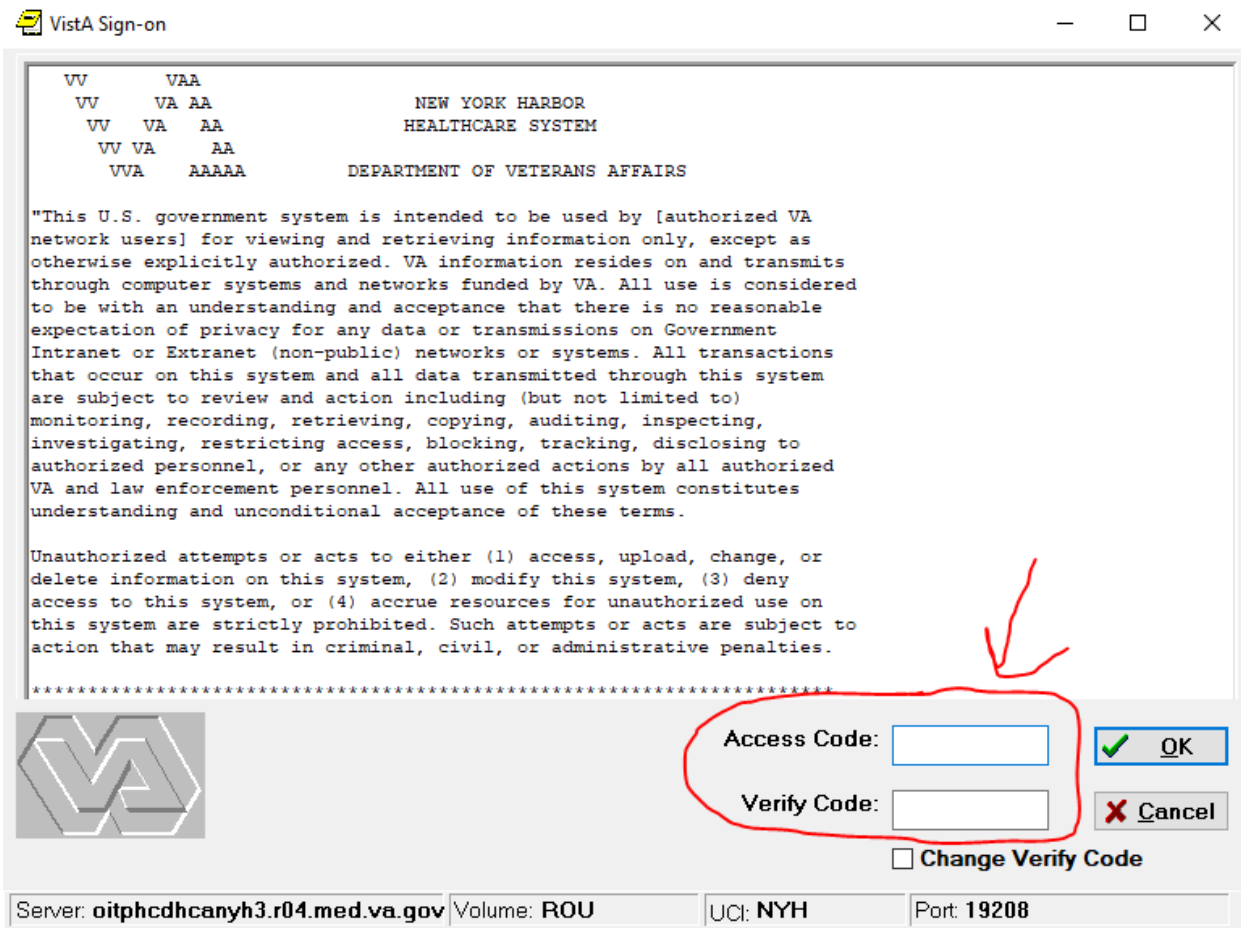 VistA Sign-on
VV VAA
VV VA AA NEW YORK HARBOR
VV VA AA HEALTHCARE SYSTEM
VV VA AA
VVA AAAAA DEPARTMENT OF VETERANS AFFAIRS
"This U.S. government system is intended to be used by [authorized VA
network users] for viewing and retrieving information only, except as
otherwise explicitly authorized. VA information resides on and transmits
through computer systems and networks funded by VA. All use is considered
to be with an understanding and acceptance that there is no reasonable
expectation of privacy for any data or transmissions on Government
Intranet or Extranet (non-public) networks or systems. All transactions
that occur on this system and all data transmitted through this system
are subject to review and action including (but not limited to)
monitoring, recording, retrieving, copying, auditing, inspecting,
investigating, restricting access, blocking, tracking, disclosing to
authorized personnel, or any other authorized actions by all authorized
VA and law enforcement personnel. All use of this system constitutes
understanding and unconditional acceptance of these terms.
Unauthorized attempts or acts to either (1) access, upload, change, or
delete information on this system, (2) modify this system, (3) deny
access to this system, or (4) accrue resources for unauthorized use on
this system are strictly prohibited. Such attempts or acts are subject to
action that may result in criminal, civil, or administrative penalties.
***********************************************************************
Access Code:
OK
Verify Code:
Cancel
Change Verify Code
Server: oitphcdhcanyh3.r04.med.va.gov Volume: ROU UCI: NYH Port: 19208